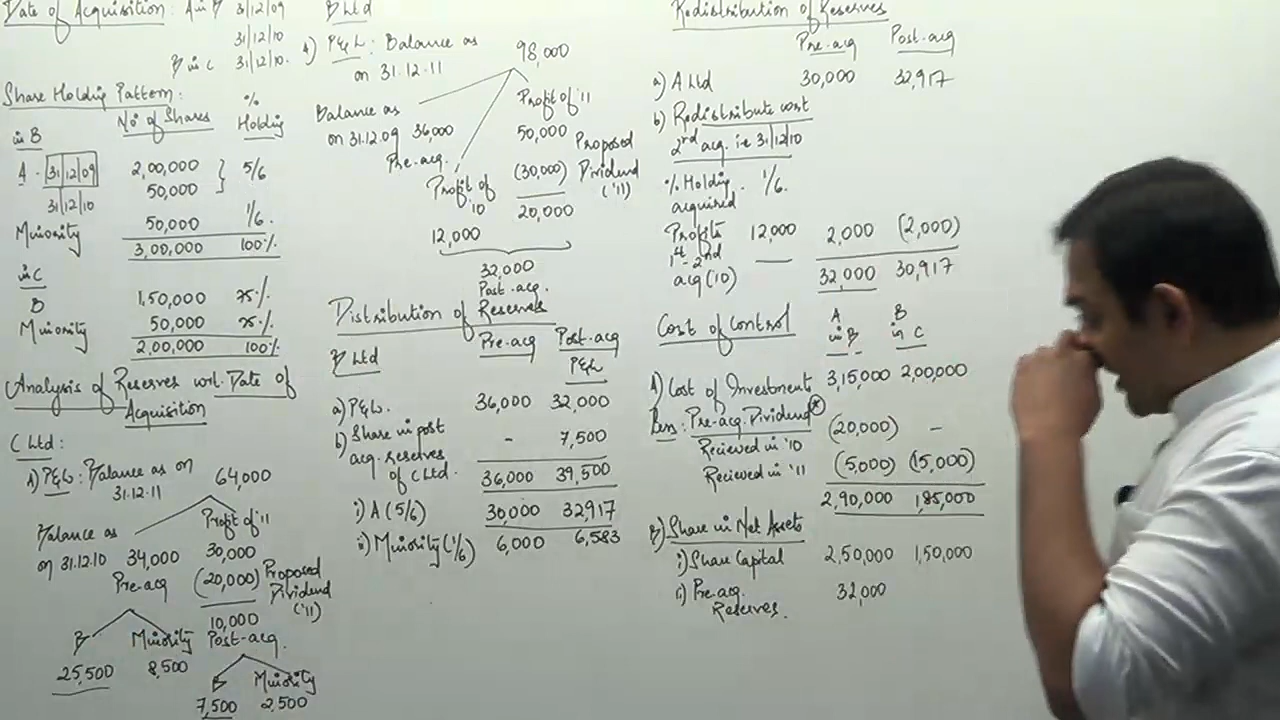 Date of Acquisition : A in B 31/12/09
31/12/10
B in C 31/12/10.
Share Holding Pattern :
No of Shares % Holding
in B
A - 31/12/09 2,00,000 } 5/6
31/12/10 50,000
Minority 50,000 1/6.
3,00,000 100%
in C
B 1,50,000 75%
Minority 50,000 25%
2,00,000 100%
Analysis of Reserves w.r.t. Date of
Acquisition
C Ltd :
A) P&L : Balance as on
31.12.11 64,000
Balance as
on 31.12.10 34,000
Pre-acq
Profit of '11
30,000
(20,000) Proposed
Dividend
('11)
10,000
Post-acq.
B Minority
25,500 8,500
B Minority
7,500 2,500
B Ltd
A) P&L : Balance as
on 31.12.11 98,000
Balance as
on 31.12.09 36,000
Pre-acq.
Profit of
'10
12,000
Profit of '11
50,000
(30,000) Proposed
Dividend
('11)
20,000
32,000
Post-acq.
Distribution of Reserves
B Ltd Pre-acq Post-acq
P&L
a) P&L. 36,000 32,000
b) Share in post
acq. reserves
of C Ltd. - 7,500
36,000 39,500
i) A (5/6) 30,000 32,917
ii) Minority (1/6) 6,000 6,583
Redistribution of Reserves
Pre-acq Post-acq
a) A Ltd 30,000 32,917
b) Redistribute cost
2nd acq. i.e 31/12/10
% Holding
acquired - 1/6.
Profits 12,000 2,000 (2,000)
1st - 2nd
acq (10) 32,000 30,917
Cost of Control
A in B B in C
A) Cost of Investment 3,15,000 2,00,000
Less : Pre-acq. Dividend*
Recieved in '10 (20,000) -
Recieved in '11 (5,000) (15,000)
2,90,000 1,85,000
B) Share in Net Assets
i) Share Capital 2,50,000 1,50,000
ii) Pre-acq.
Reserves. 32,000